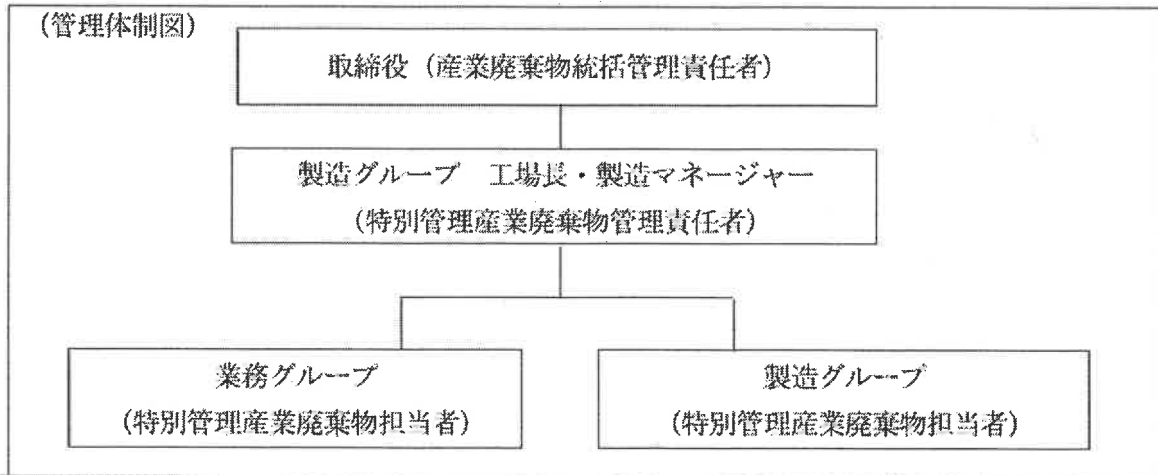 (管理体制図)
取締役（産業廃棄物統括管理責任者）
製造グループ　工場長・製造マネージャー
（特別管理産業廃棄物管理責任者）
業務グループ
（特別管理産業廃棄物担当者）
製造グループ
（特別管理産業廃棄物担当者）